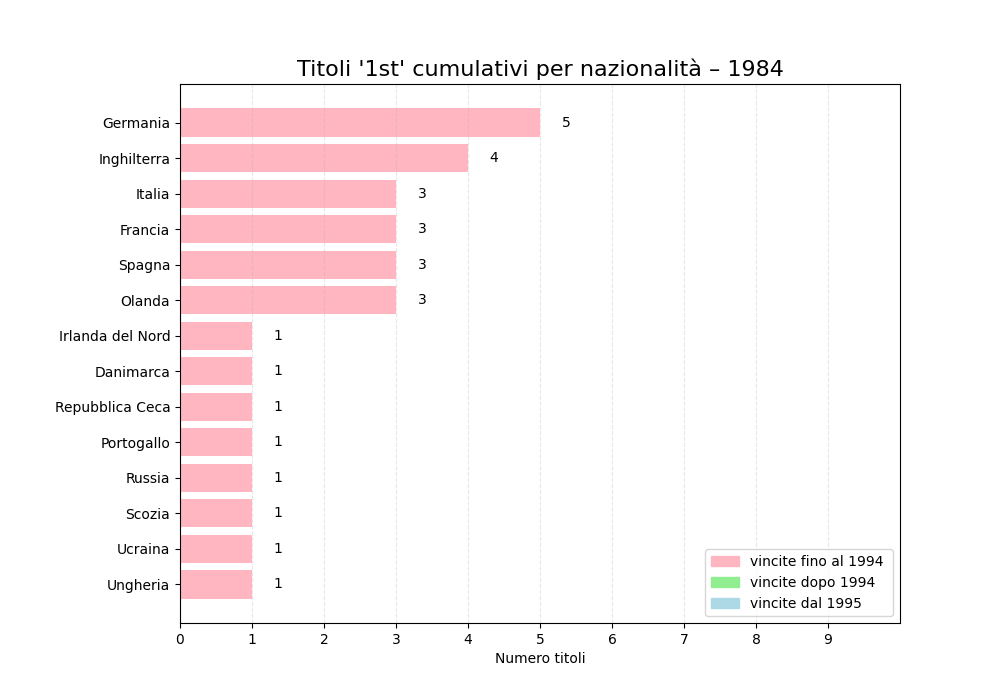 Titoli '1st' cumulativi per nazionalità – 1984
Germania 5
Inghilterra 4
Italia 3
Francia 3
Spagna 3
Olanda 3
Irlanda del Nord 1
Danimarca 1
Repubblica Ceca 1
Portogallo 1
Russia 1
Scozia 1
Ucraina 1
Ungheria 1
vincite fino al 1994
vincite dopo 1994
vincite dal 1995
0 1 2 3 4 5 6 7 8 9
Numero titoli